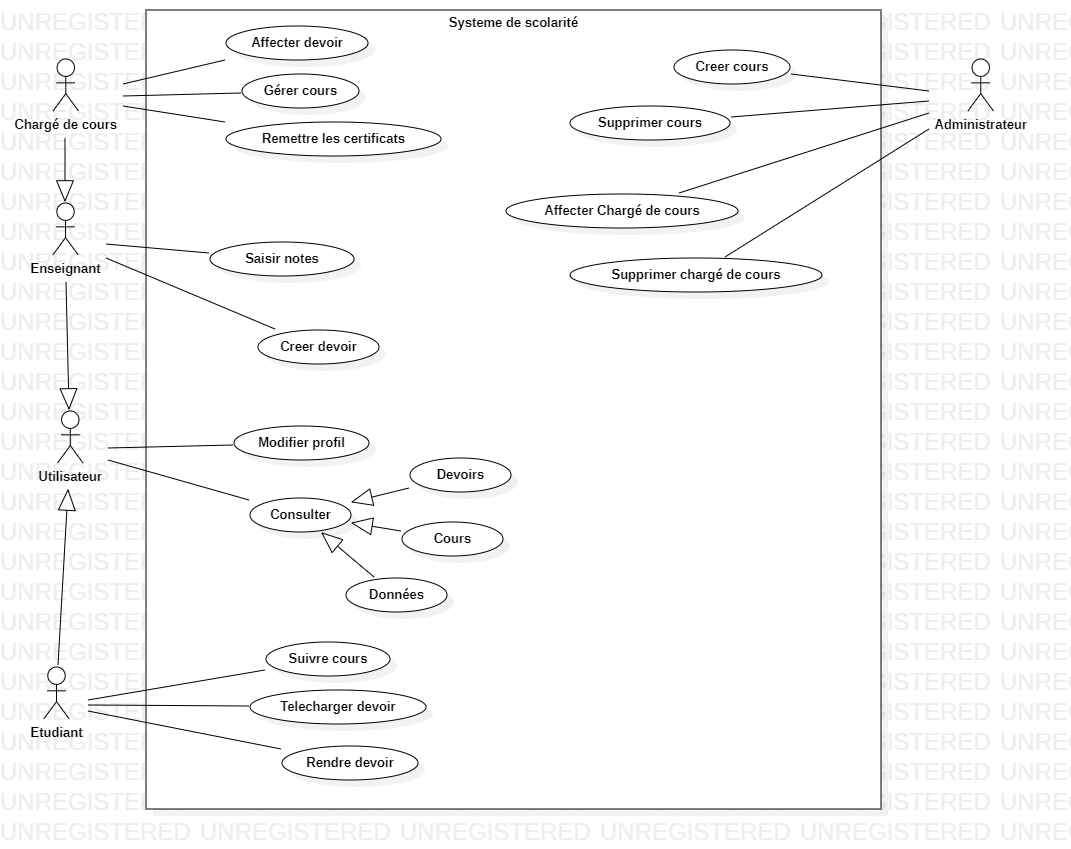 Systeme de scolarité
Affecter devoir
Creer cours
Gérer cours
Chargé de cours
Supprimer cours
Administrateur
Remettre les certificats
Affecter Chargé de cours
Saisir notes
Enseignant
Supprimer chargé de cours
Creer devoir
Modifier profil
Utilisateur
Devoirs
Consulter
Cours
Données
Suivre cours
Telecharger devoir
Etudiant
Rendre devoir
UNREGISTERED UNREGISTERED UNREGISTERED UNREGISTERED UNREGISTERED UNRE